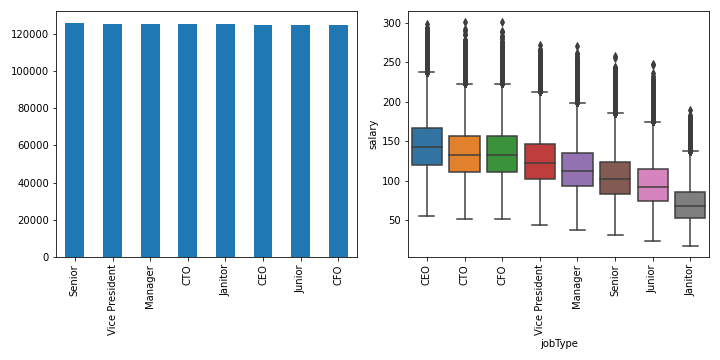 120000
100000
80000
60000
40000
20000
0
Senior
Vice President
Manager
CTO
Janitor
CEO
Junior
CFO
300
250
200
150
100
50
salary
CEO
CTO
CFO
Vice President
Manager
Senior
Junior
Janitor
jobType